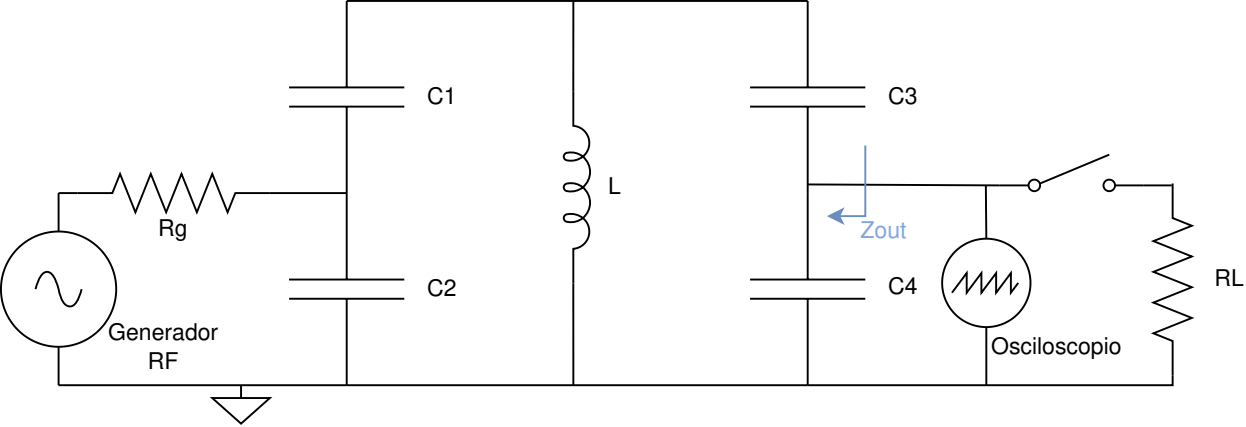 C1
C3
L
Rg
Zout
C2
C4
RL
Generador
RF
Osciloscopio